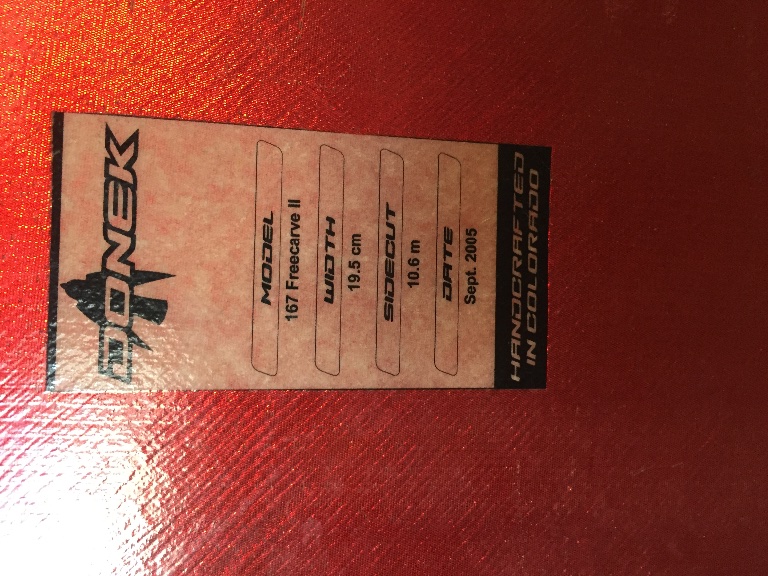 DONEK
MODEL
167 Freecarve II
WIDTH
19.5 cm
SIDECUT
10.6 m
DATE
Sept. 2005
HANDCRAFTED
IN COLORADO